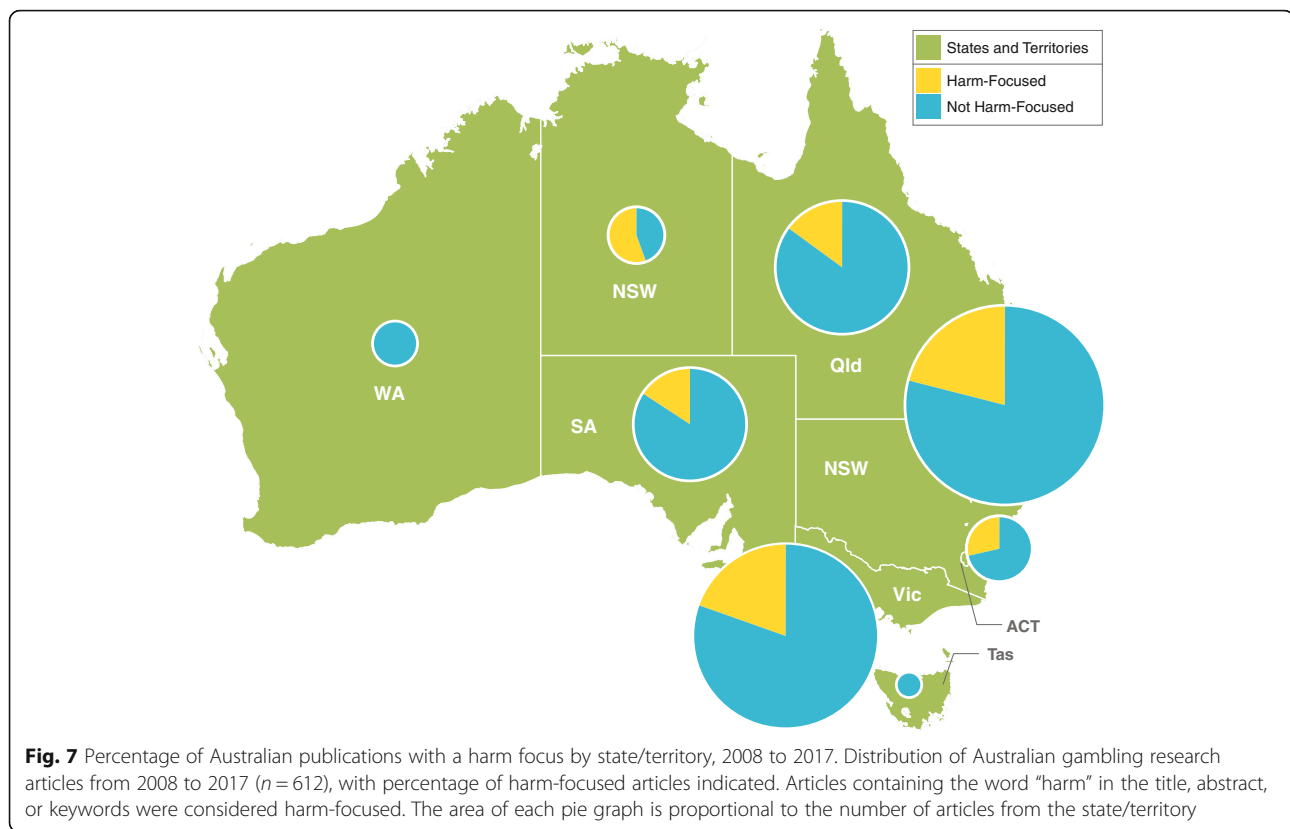 States and Territories
Harm-Focused
Not Harm-Focused
NSW
Qld
WA
SA
NSW
Vic
ACT
Tas
Fig. 7 Percentage of Australian publications with a harm focus by state/territory, 2008 to 2017. Distribution of Australian gambling research
articles from 2008 to 2017 (n = 612), with percentage of harm-focused articles indicated. Articles containing the word “harm” in the title, abstract,
or keywords were considered harm-focused. The area of each pie graph is proportional to the number of articles from the state/territory